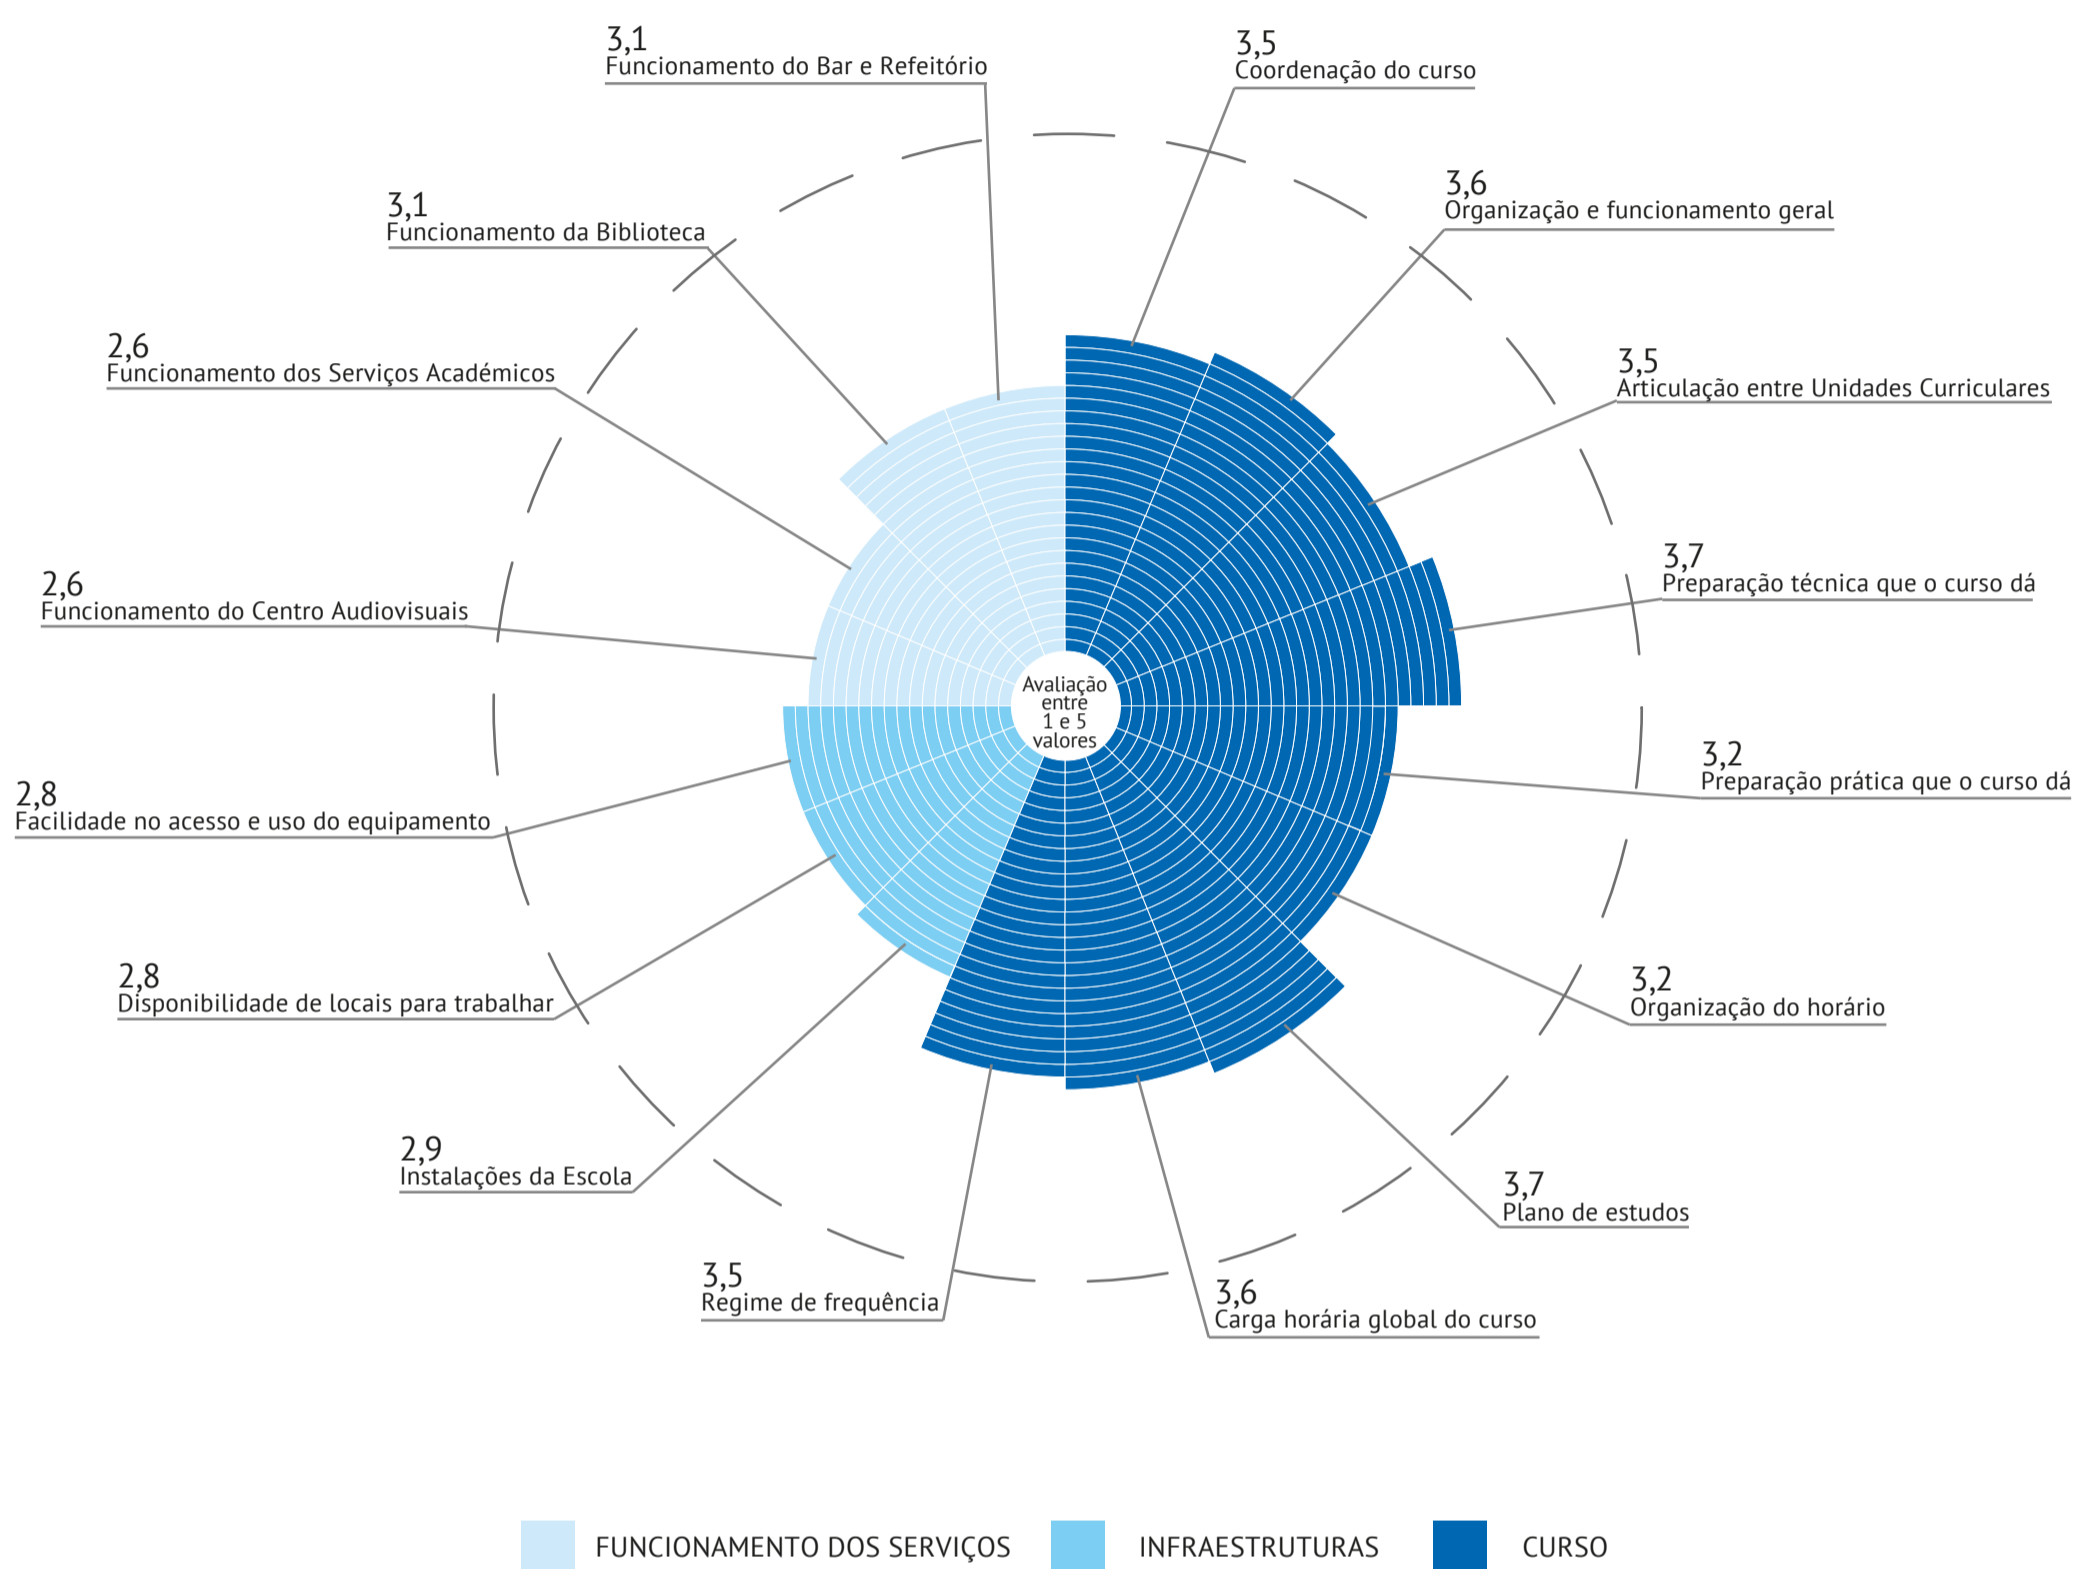 3,1
Funcionamento do Bar e Refeitório
3,5
Coordenação do curso
3,6
Organização e funcionamento geral
3,1
Funcionamento da Biblioteca
2,6
Funcionamento dos Serviços Académicos
3,5
Articulação entre Unidades Curriculares
3,7
Preparação técnica que o curso dá
2,6
Funcionamento do Centro Audiovisuais
Avaliação
entre
1 e 5
valores
3,2
Preparação prática que o curso dá
2,8
Facilidade no acesso e uso do equipamento
2,8
Disponibilidade de locais para trabalhar
3,2
Organização do horário
2,9
Instalações da Escola
3,7
Plano de estudos
3,5
Regime de frequência
3,6
Carga horária global do curso
FUNCIONAMENTO DOS SERVIÇOS
INFRAESTRUTURAS
CURSO